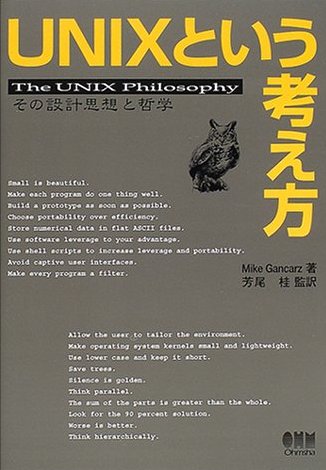 UNIXという考え方
The UNIX Philosophy
その設計思想と哲学
Small is beautiful.
Make each program do one thing well.
Build a prototype as soon as possible.
Choose portability over efficiency.
Store numerical data in flat ASCII files.
Use software leverage to your advantage.
Use shell scripts to increase leverage and portability.
Avoid captive user interfaces.
Make every program a filter.
Mike Gancarz 著
芳尾 桂 監訳
Allow the user to tailor the environment.
Make operating system kernels small and lightweight.
Use lower case and keep it short.
Save trees.
Silence is golden.
Think parallel.
The sum of the parts is greater than the whole.
Look for the 90 percent solution.
Worse is better.
Think hierarchically.
Ohmsha